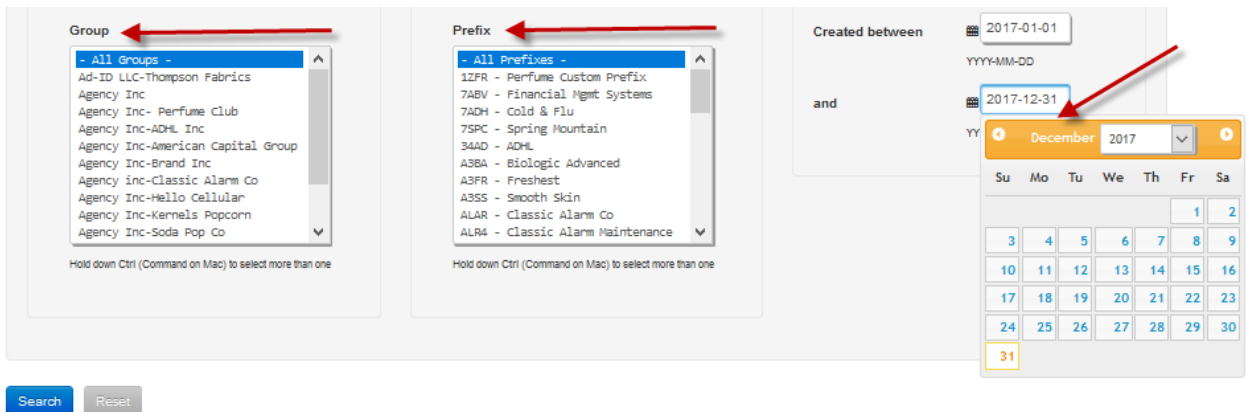 Group
- All Groups -
Ad-ID LLC-Thompson Fabrics
Agency Inc
Agency Inc- Perfume Club
Agency Inc-ADHL Inc
Agency Inc-American Capital Group
Agency Inc-Brand Inc
Agency inc-Classic Alarm Co
Agency Inc-Hello Cellular
Agency Inc-Kernels Popcorn
Agency Inc-Soda Pop Co
Hold down Ctrl (Command on Mac) to select more than one
Prefix
- All Prefixes -
1ZFR - Perfume Custom Prefix
7ABV - Financial Mgmt Systems
7ADH - Cold & Flu
7SPC - Spring Mountain
34AD - ADHL
A3BA - Biologic Advanced
A3FR - Freshest
A3SS - Smooth Skin
ALAR - Classic Alarm Co
ALR4 - Classic Alarm Maintenance
Hold down Ctrl (Command on Mac) to select more than one
Created between 2017-01-01
YYYY-MM-DD
and 2017-12-31
YY
December 2017
Su Mo Tu We Th Fr Sa
1 2
3 4 5 6 7 8 9
10 11 12 13 14 15 16
17 18 19 20 21 22 23
24 25 26 27 28 29 30
31
Search Reset